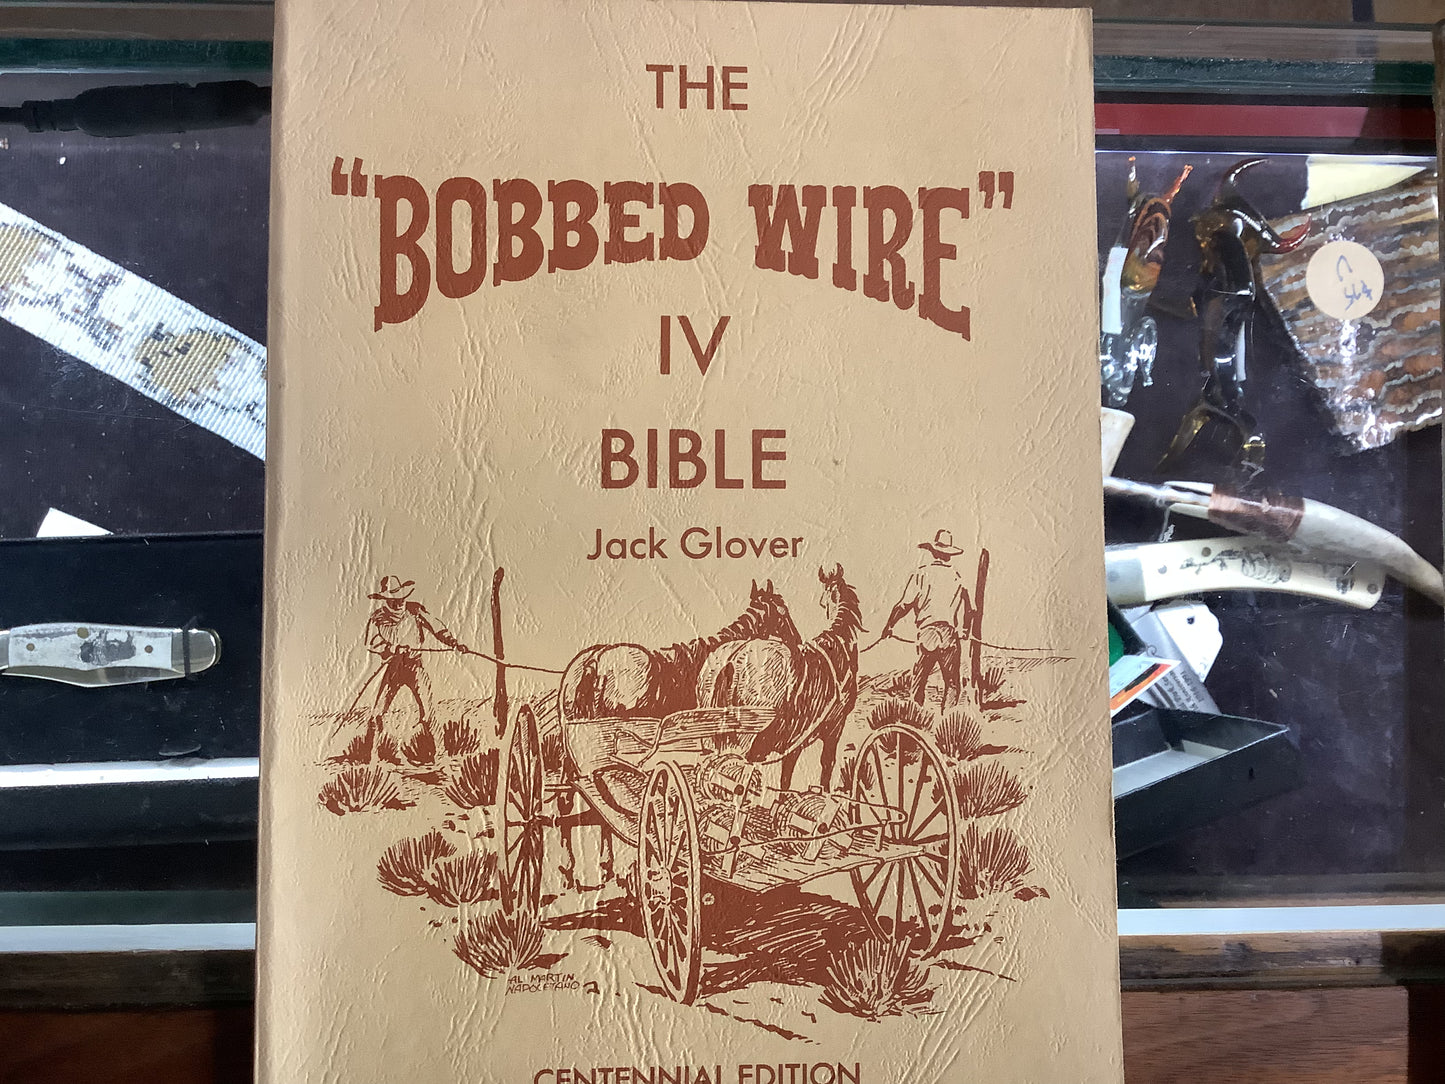 THE
“BOBBED WIRE”
IV
BIBLE
Jack Glover
AL MARTIN
NAPOLETANO
CENTENNIAL EDITION